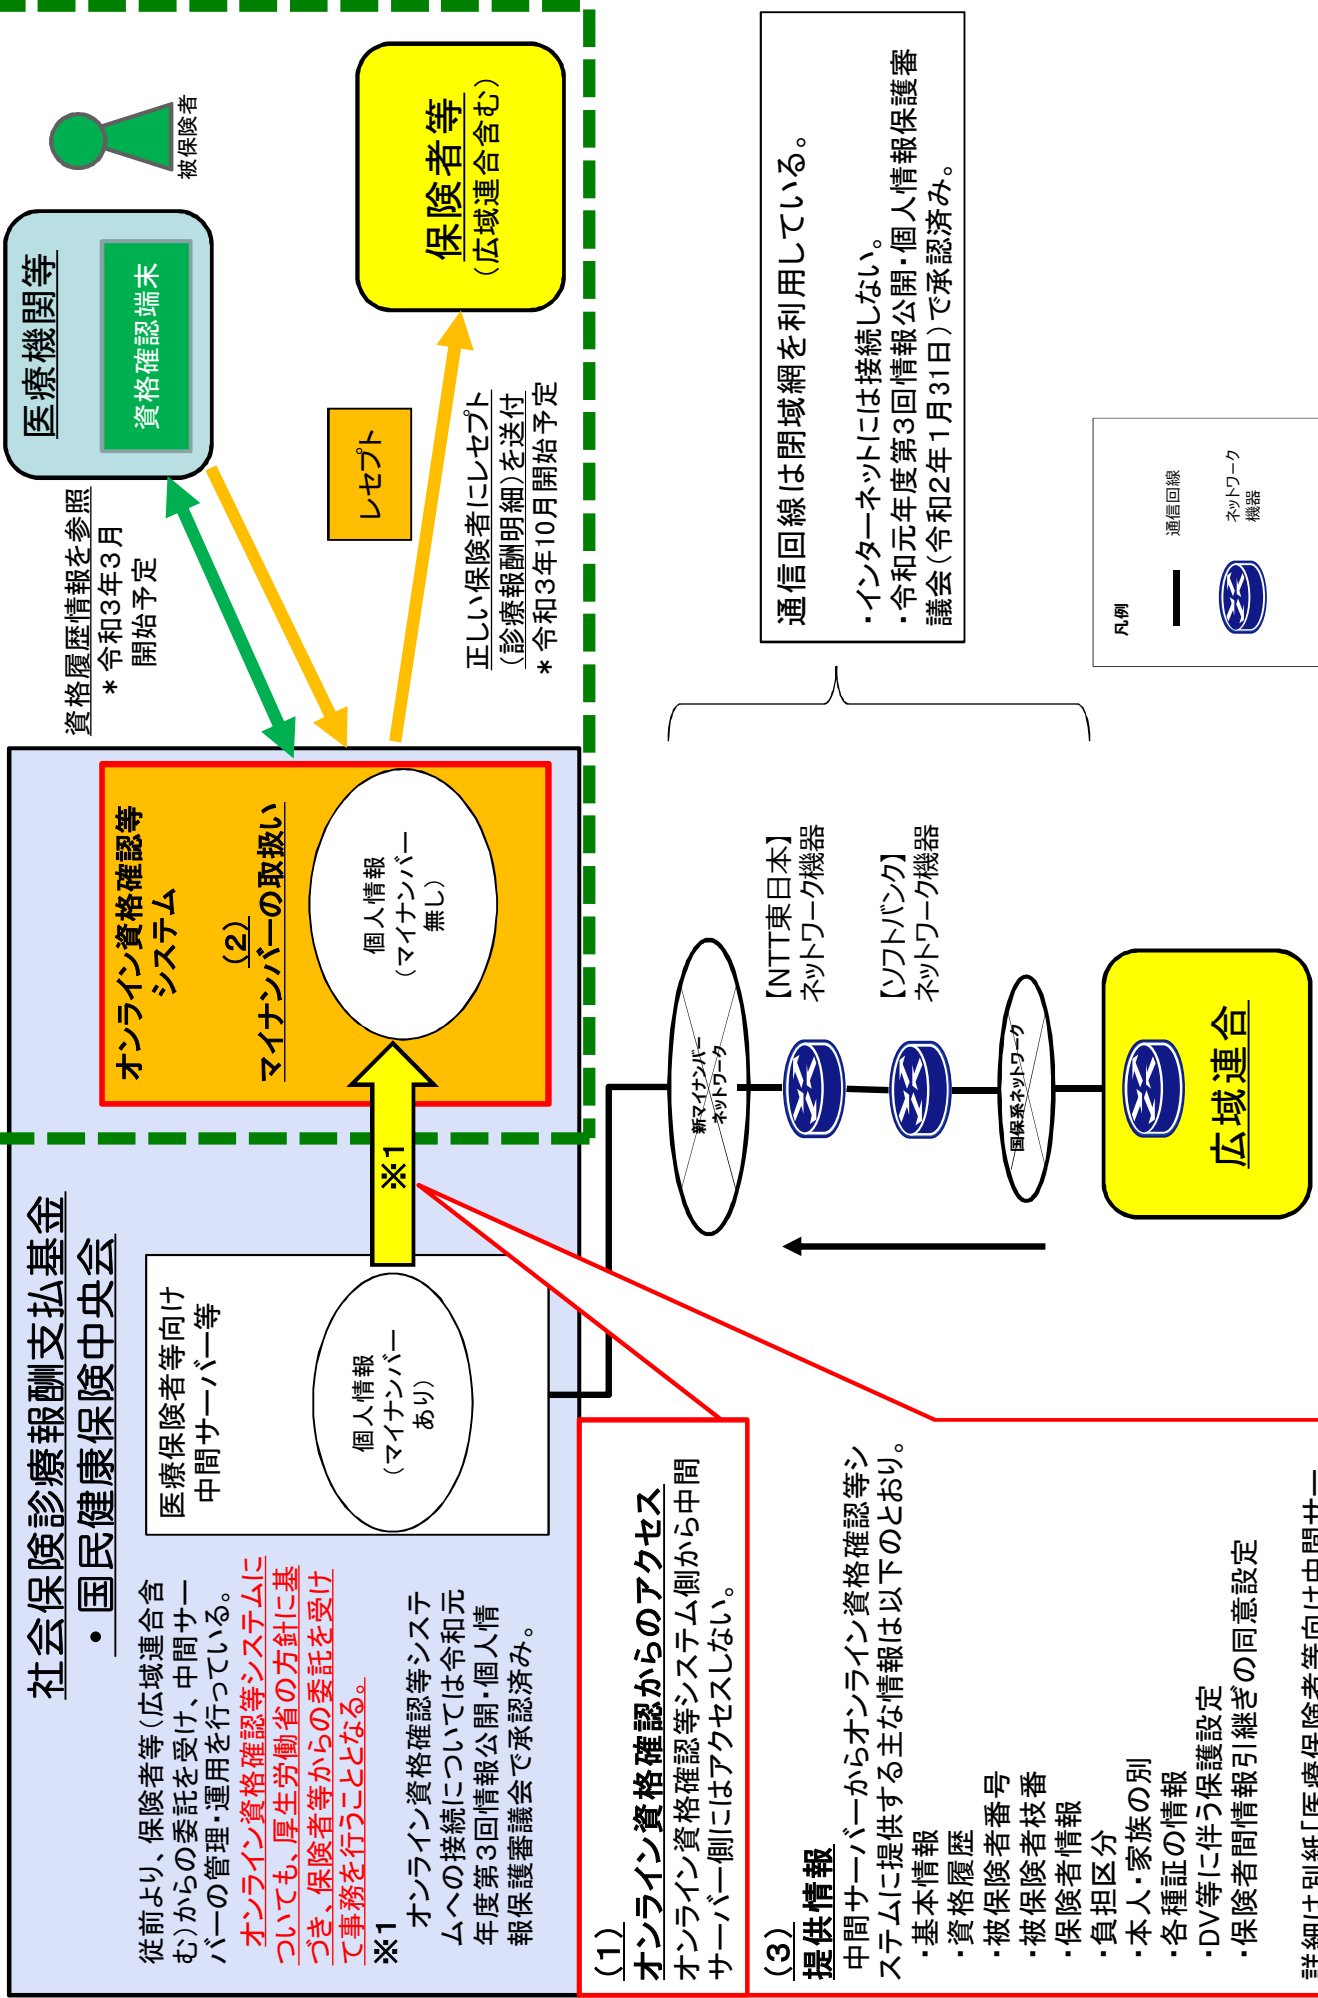 社会保険診療報酬支払基金
・国民健康保険中央会
従前より、保険者等（広域連合含
む）からの委託を受け、中間サー
バーの管理・運用を行っている。
オンライン資格確認等システムに
ついても、厚生労働省の方針に基
づき、保険者等からの委託を受け
て事務を行うこととなる。
※1
オンライン資格確認等システ
ムへの接続については令和元
年度第3回情報公開・個人情
報保護審議会で承認済み。
医療保険者等向け
中間サーバー等
個人情報
（マイナンバー
あり）
※1
オンライン資格確認等
システム
（2）
マイナンバーの取扱い
個人情報
（マイナンバー
無し）
資格履歴情報を参照
＊令和3年3月
開始予定
医療機関等
資格確認端末
被保険者
レセプト
正しい保険者にレセプト
（診療報酬明細）を送付
＊令和3年10月開始予定
保険者等
（広域連合含む）
（1）
オンライン資格確認からのアクセス
オンライン資格確認等システム側から中間
サーバー側にはアクセスしない。
（3）
提供情報
中間サーバーからオンライン資格確認等シ
ステムに提供する主な情報は以下のとおり。
・基本情報
・資格履歴
・被保険者番号
・被保険者枝番
・保険者情報
・負担区分
・本人・家族の別
・各種証の情報
・DV等に伴う保護設定
・保険者間情報引継ぎの同意設定
詳細は別紙「医療保険者等向け中間サー
新マイナンバー
ネットワーク
【NTT東日本】
ネットワーク機器
【ソフトバンク】
ネットワーク機器
国保系ネットワーク
広域連合
通信回線は閉域網を利用している。
・インターネットには接続しない。
・令和元年度第3回情報公開・個人情報保護審
議会（令和2年1月31日）で承認済み。
凡例
通信回線
ネットワーク
機器